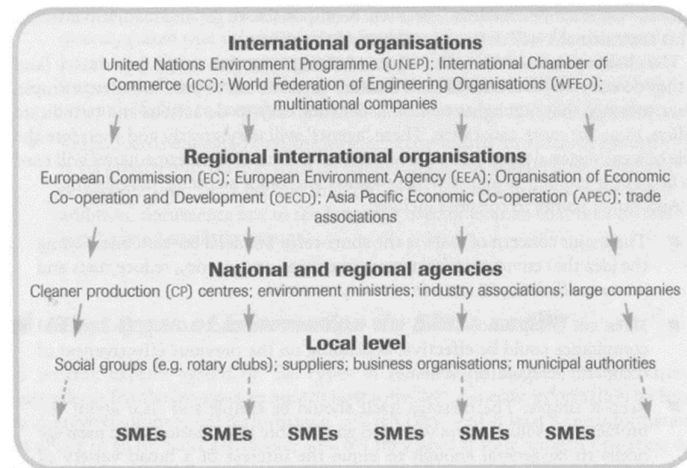 International organisations
United Nations Environment Programme (UNEP); International Chamber of
Commerce (ICC); World Federation of Engineering Organisations (WFEO);
multinational companies
Regional international organisations
European Commission (EC); European Environment Agency (EEA); Organisation of Economic
Co-operation and Development (OECD); Asia Pacific Economic Co-operation (APEC); trade
associations
National and regional agencies
Cleaner production (CP) centres; environment ministries; industry associations; large companies
Local level
Social groups (e.g. rotary clubs); suppliers; business organisations; municipal authorities
SMEs SMEs SMEs SMEs SMEs SMEs